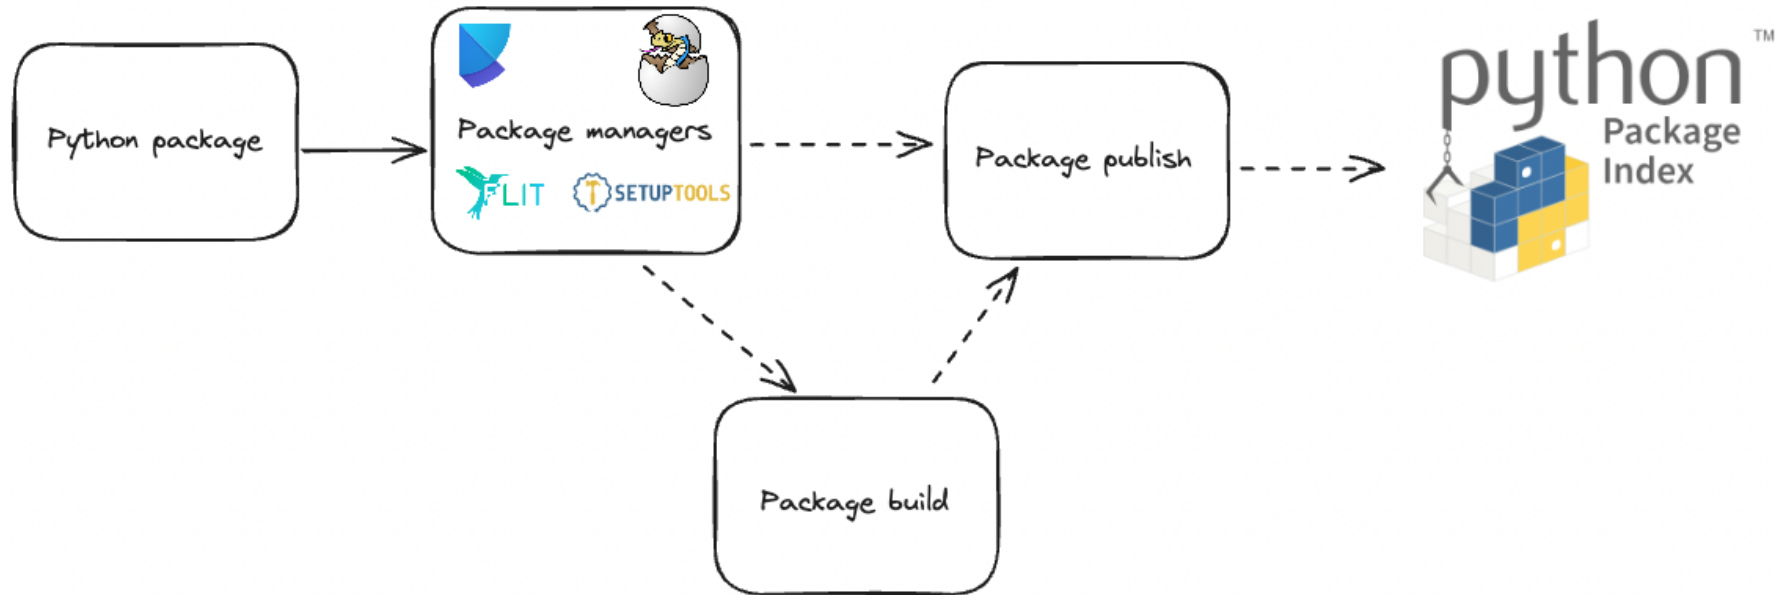 Python package
Package managers
FLIT
SETUPTOOLS
Package publish
python
TM
Package
Index
Package build